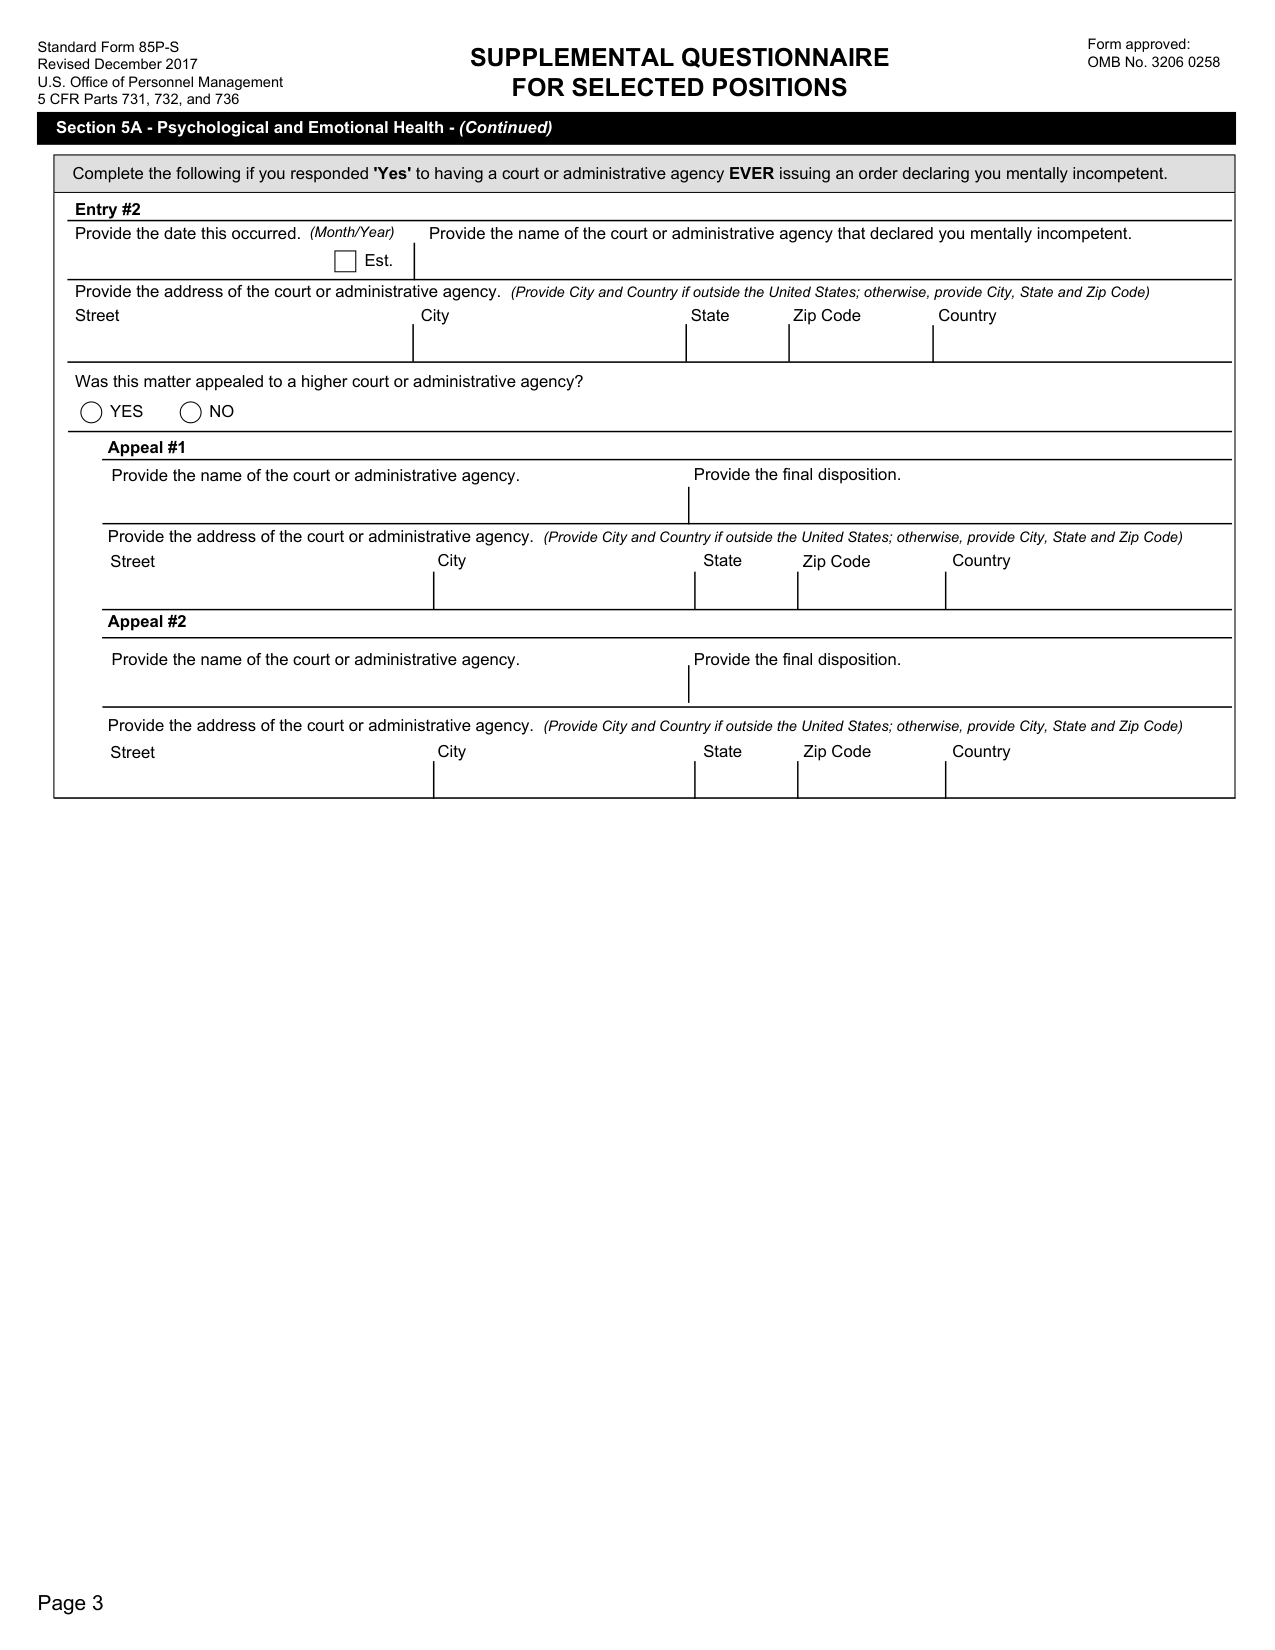 Standard Form 85P-S
Revised December 2017
U.S. Office of Personnel Management
5 CFR Parts 731, 732, and 736
SUPPLEMENTAL QUESTIONNAIRE
FOR SELECTED POSITIONS
Form approved:
OMB No. 3206 0258
Section 5A - Psychological and Emotional Health - (Continued)
Complete the following if you responded 'Yes' to having a court or administrative agency EVER issuing an order declaring you mentally incompetent.
Entry #2
Provide the date this occurred. (Month/Year) Provide the name of the court or administrative agency that declared you mentally incompetent.
Est.
Provide the address of the court or administrative agency. (Provide City and Country if outside the United States; otherwise, provide City, State and Zip Code)
Street City State Zip Code Country
Was this matter appealed to a higher court or administrative agency?
YES NO
Appeal #1
Provide the name of the court or administrative agency. Provide the final disposition.
Provide the address of the court or administrative agency. (Provide City and Country if outside the United States; otherwise, provide City, State and Zip Code)
Street City State Zip Code Country
Appeal #2
Provide the name of the court or administrative agency. Provide the final disposition.
Provide the address of the court or administrative agency. (Provide City and Country if outside the United States; otherwise, provide City, State and Zip Code)
Street City State Zip Code Country
Page 3